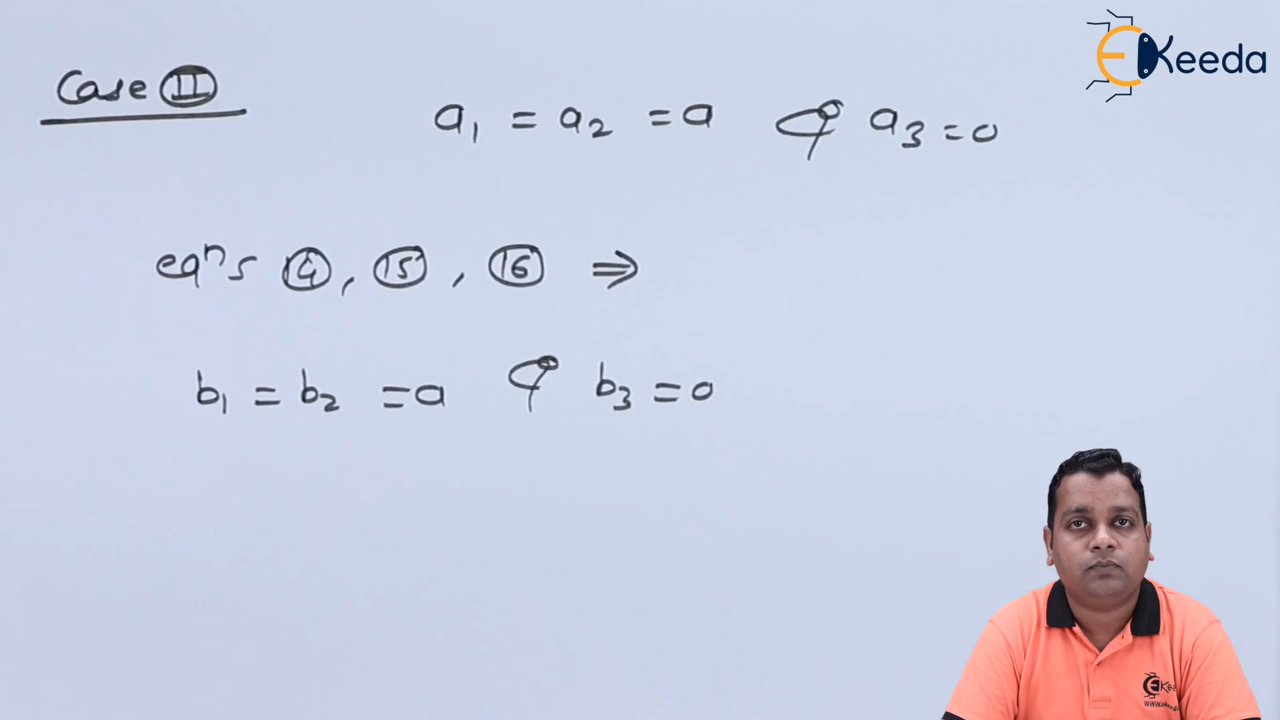 EKeeda
Case II
a₁ = a₂ = a & a₃ = 0
eqⁿs 14, 15, 16 ⇒
b₁ = b₂ = a & b₃ = 0